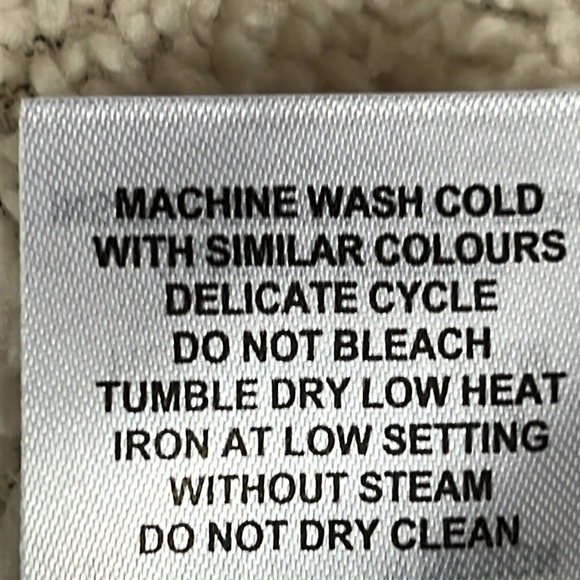 MACHINE WASH COLD
WITH SIMILAR COLOURS
DELICATE CYCLE
DO NOT BLEACH
TUMBLE DRY LOW HEAT
IRON AT LOW SETTING
WITHOUT STEAM
DO NOT DRY CLEAN